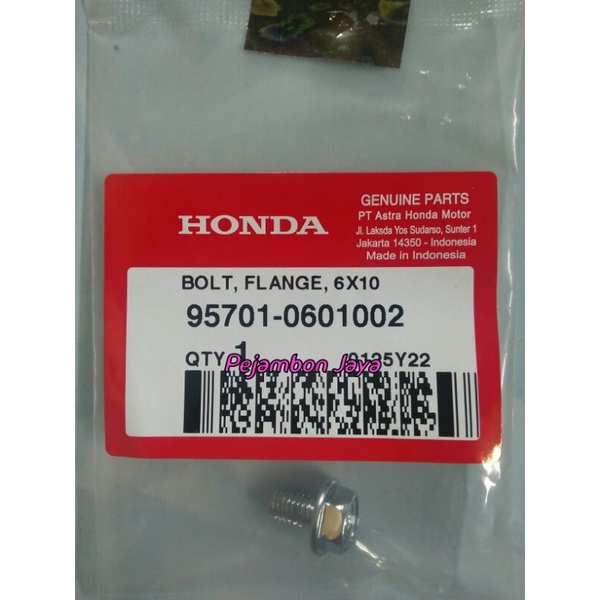 GENUINE PARTS
HONDA
PT Astra Honda Motor
Jl. Laksda Yos Sudarso, Sunter 1
Jakarta 14350 - Indonesia
Made in Indonesia
BOLT, FLANGE, 6X10
95701-0601002
QTY 1
0125Y22
Pejambon Jaya